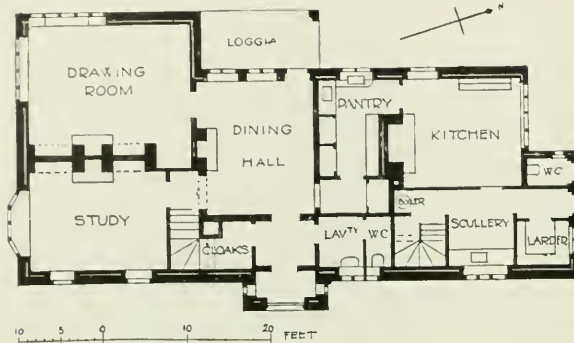 LOGGIA
N
DRAWING
ROOM
DINING
HALL
PANTRY
KITCHEN
WC
STUDY
CLOAKS
LAVTY
WC
BOILER
SCULLERY
LARDER
10 5 0 10 20 FEET